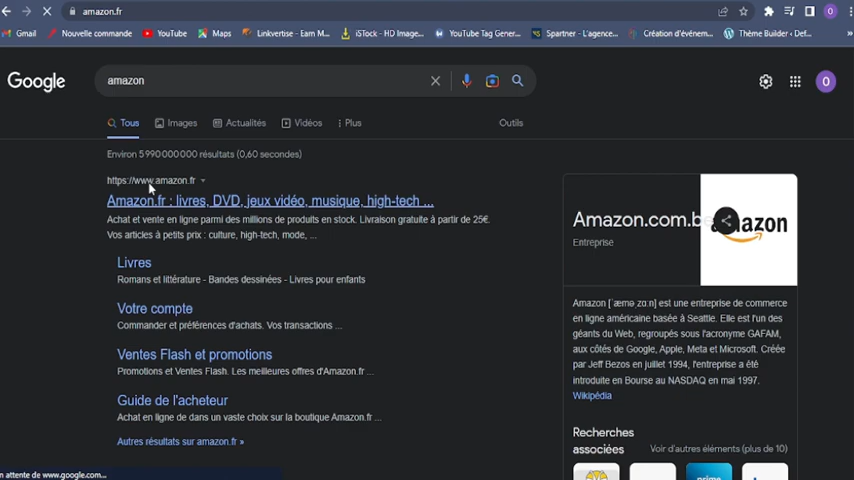 amazon.fr
Gmail
Nouvelle commande
YouTube
Maps
Linkvertise - Earn M...
iStock - HD Image...
YouTube Tag Gener...
Spartner - L'agence...
Création d'événem...
Thème Builder ‹ Def...
»
Google
amazon
O
Tous
Images
Actualités
Vidéos
Plus
Outils
Environ 5 990 000 000 résultats (0,60 secondes)
https://www.amazon.fr
Amazon.fr : livres, DVD, jeux vidéo, musique, high-tech ...
Achat et vente en ligne parmi des millions de produits en stock. Livraison gratuite à partir de 25€.
Vos articles à petits prix : culture, high-tech, mode, ...
Livres
Romans et littérature - Bandes dessinées - Livres pour enfants
Votre compte
Commander et préférences d'achats. Vos transactions ...
Ventes Flash et promotions
Promotions et Ventes Flash. Les meilleures offres d'Amazon.fr ...
Guide de l'acheteur
Achat en ligne de dans un vaste choix sur la boutique Amazon.fr ...
Autres résultats sur amazon.fr »
Amazon.com.be
Entreprise
amazon
Amazon [ˈæməˌzɑn] est une entreprise de commerce
en ligne américaine basée à Seattle. Elle est l'un des
géants du Web, regroupés sous l'acronyme GAFAM,
aux côtés de Google, Apple, Meta et Microsoft. Créée
par Jeff Bezos en juillet 1994, l'entreprise a été
introduite en Bourse au NASDAQ en mai 1997.
Wikipédia
Recherches
associées
Voir d'autres éléments (plus de 10)
prime
n attente de www.google.com...